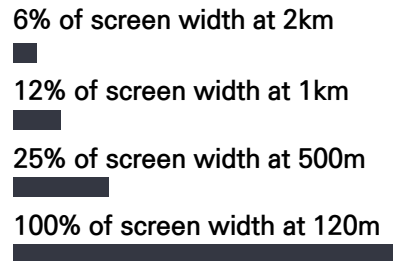 6% of screen width at 2km
12% of screen width at 1km
25% of screen width at 500m
100% of screen width at 120m